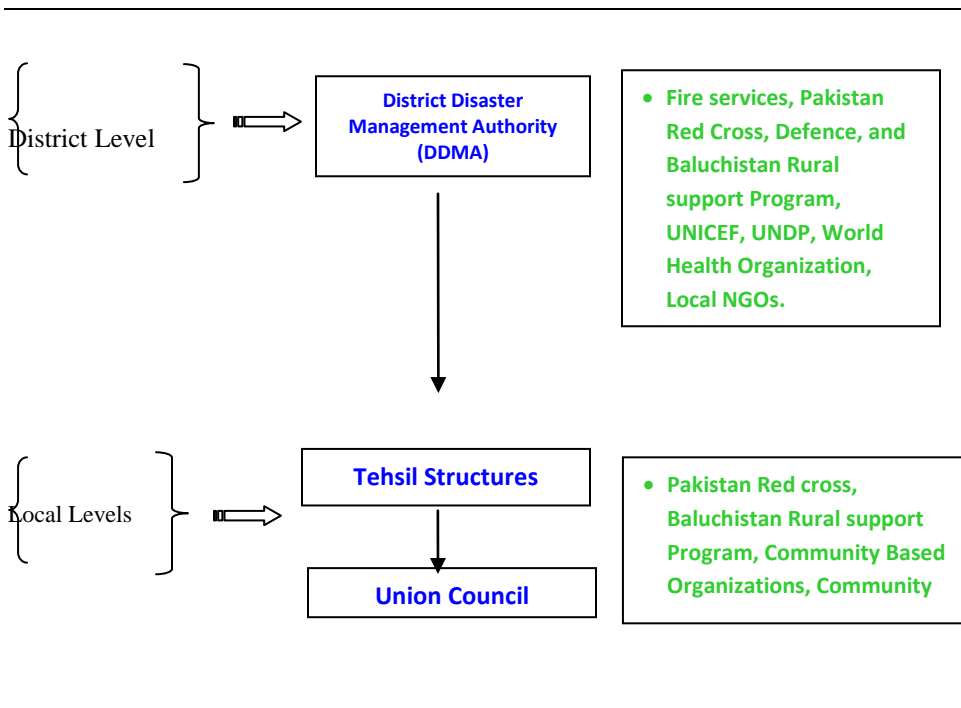 District Level
District Disaster
Management Authority
(DDMA)
• Fire services, Pakistan
Red Cross, Defence, and
Baluchistan Rural
support Program,
UNICEF, UNDP, World
Health Organization,
Local NGOs.
Local Levels
Tehsil Structures
Union Council
• Pakistan Red cross,
Baluchistan Rural support
Program, Community Based
Organizations, Community